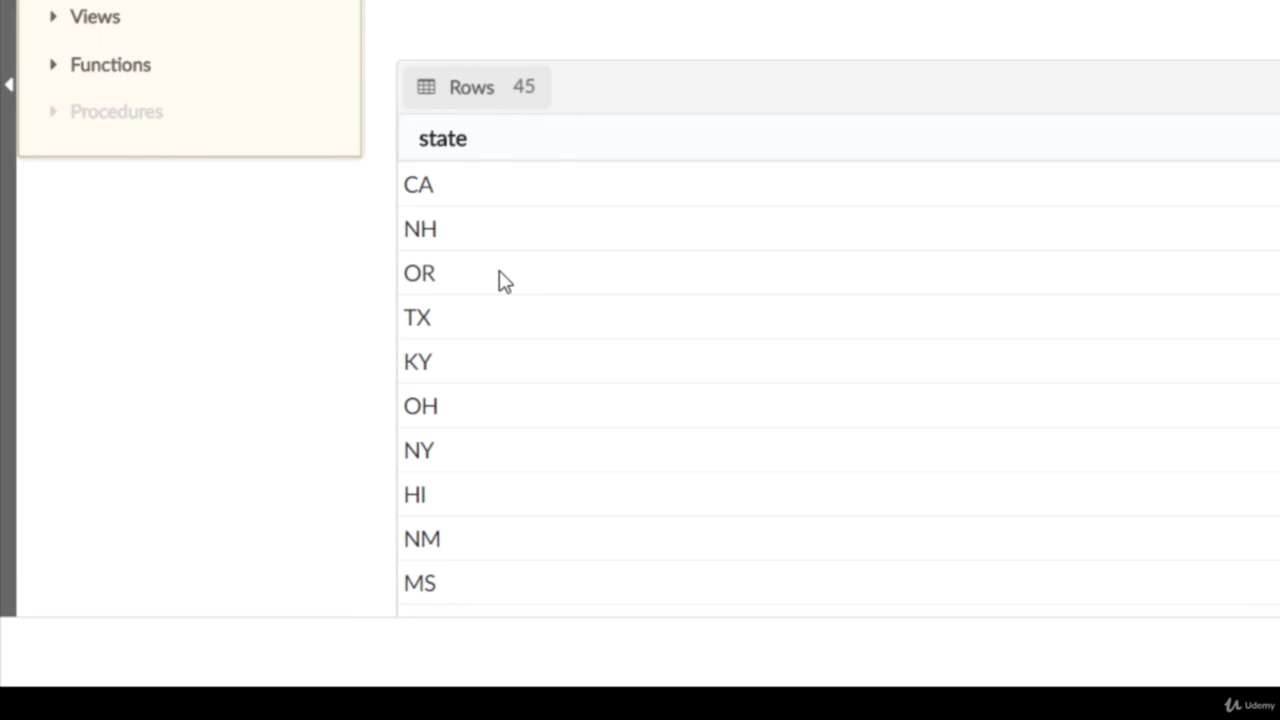 Views
Functions
Procedures
Rows 45
state
CA
NH
OR
TX
KY
OH
NY
HI
NM
MS
Udemy